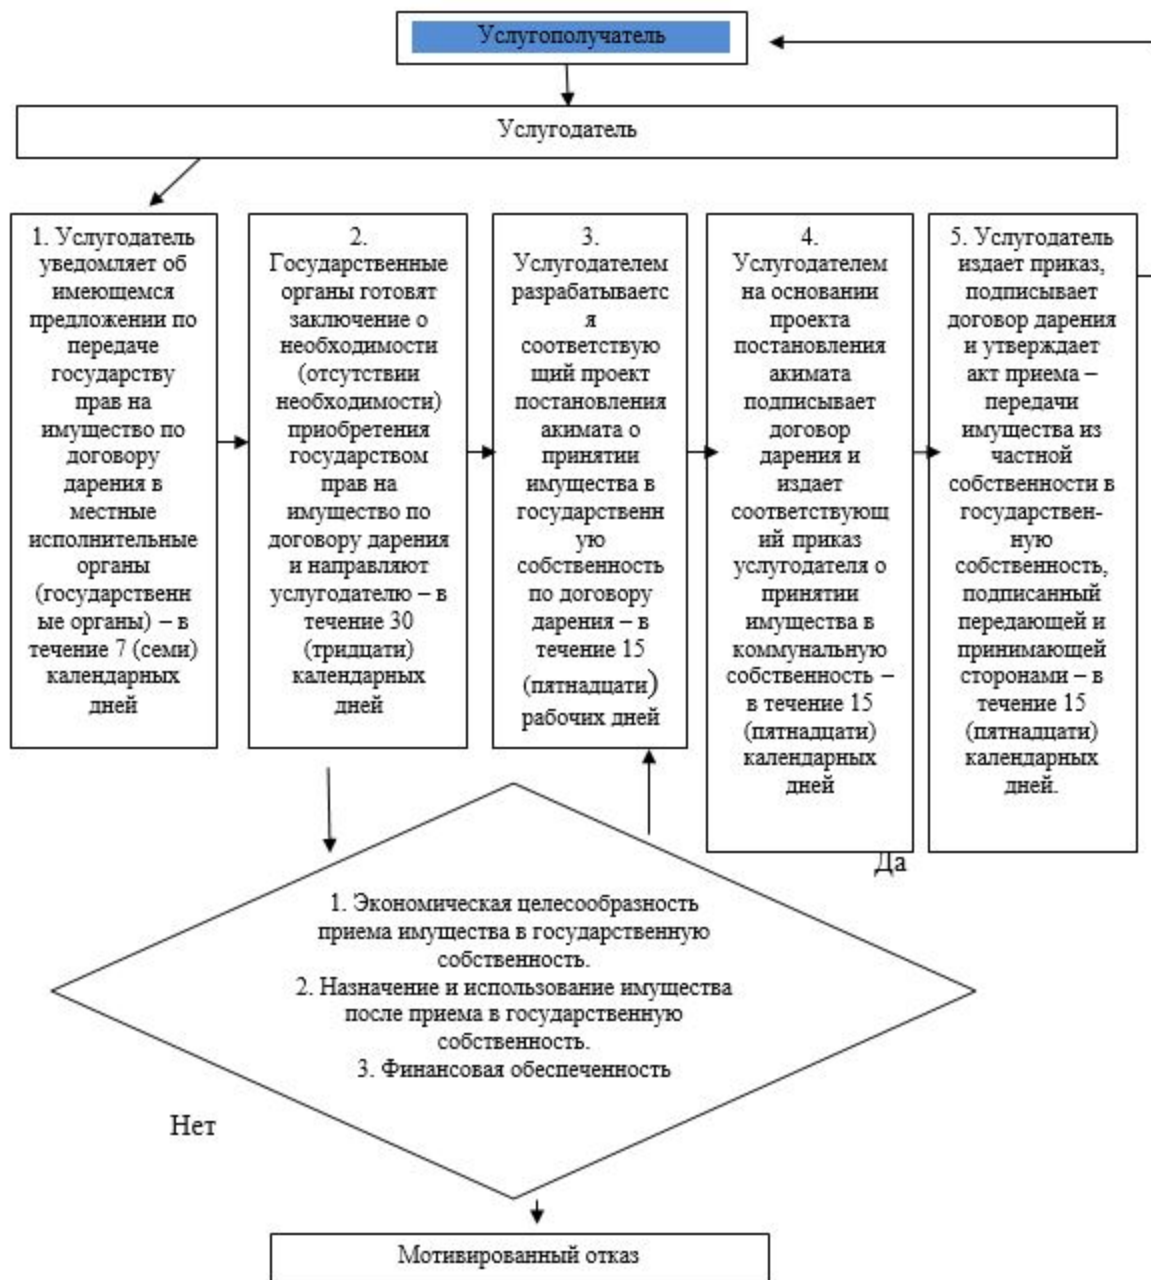 Услугополучатель
Услугодатель
1. Услугодатель
уведомляет об
имеющемся
предложении по
передаче
государству
прав на
имущество по
договору
дарения в
местные
исполнительные
органы
(государственн
ые органы) – в
течение 7 (семи)
календарных
дней
2.
Государственные
органы готовят
заключение о
необходимости
(отсутствии
необходимости)
приобретения
государством
прав на
имущество по
договору дарения
и направляют
услугодателю – в
течение 30
(тридцати)
календарных
дней
3.
Услугодателем
разрабатываетс
я
соответствую
щий проект
постановления
акимата о
принятии
имущества в
государственн
ую
собственность
по договору
дарения – в
течение 15
(пятнадцати)
рабочих дней
4.
Услугодателем
на основании
проекта
постановления
акимата
подписывает
договор
дарения и
издает
соответствующ
ий приказ
услугодателя о
принятии
имущества в
коммунальную
собственность –
в течение 15
(пятнадцати)
календарных
дней
5. Услугодатель
издает приказ,
подписывает
договор дарения
и утверждает
акт приема –
передачи
имущества из
частной
собственности в
государствен-
ную
собственность,
подписанный
передающей и
принимающей
сторонами – в
течение 15
(пятнадцати)
календарных
дней.
Да
1. Экономическая целесообразность
приема имущества в государственную
собственность.
2. Назначение и использование имущества
после приема в государственную
собственность.
3. Финансовая обеспеченность
Нет
Мотивированный отказ